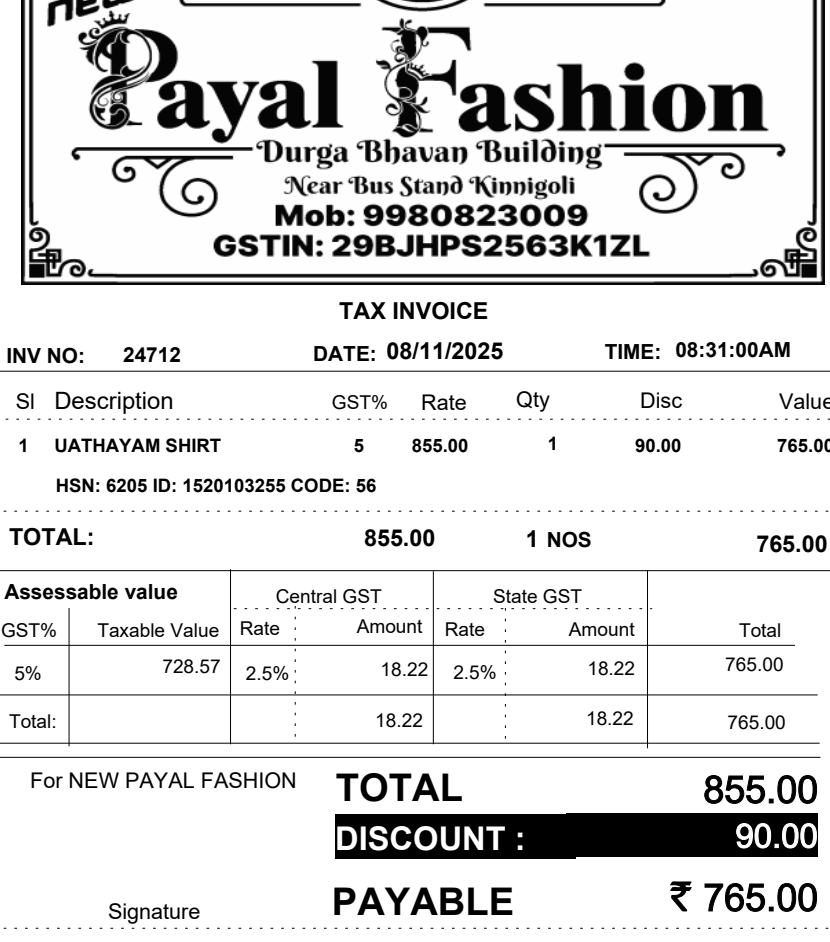 new
Payal Fashion
Durga Bhavan Building
Near Bus Stand Kinnigoli
Mob: 9980823009
GSTIN: 29BJHPS2563K1ZL
TAX INVOICE
INV NO: 24712 DATE: 08/11/2025 TIME: 08:31:00AM
Sl Description GST% Rate Qty Disc Value
1 UATHAYAM SHIRT 5 855.00 1 90.00 765.00
HSN: 6205 ID: 1520103255 CODE: 56
TOTAL: 855.00 1 NOS 765.00
Assessable value Central GST State GST
GST% Taxable Value Rate Amount Rate Amount Total
5% 728.57 2.5% 18.22 2.5% 18.22 765.00
Total: 18.22 18.22 765.00
For NEW PAYAL FASHION TOTAL 855.00
DISCOUNT : 90.00
Signature PAYABLE ₹ 765.00